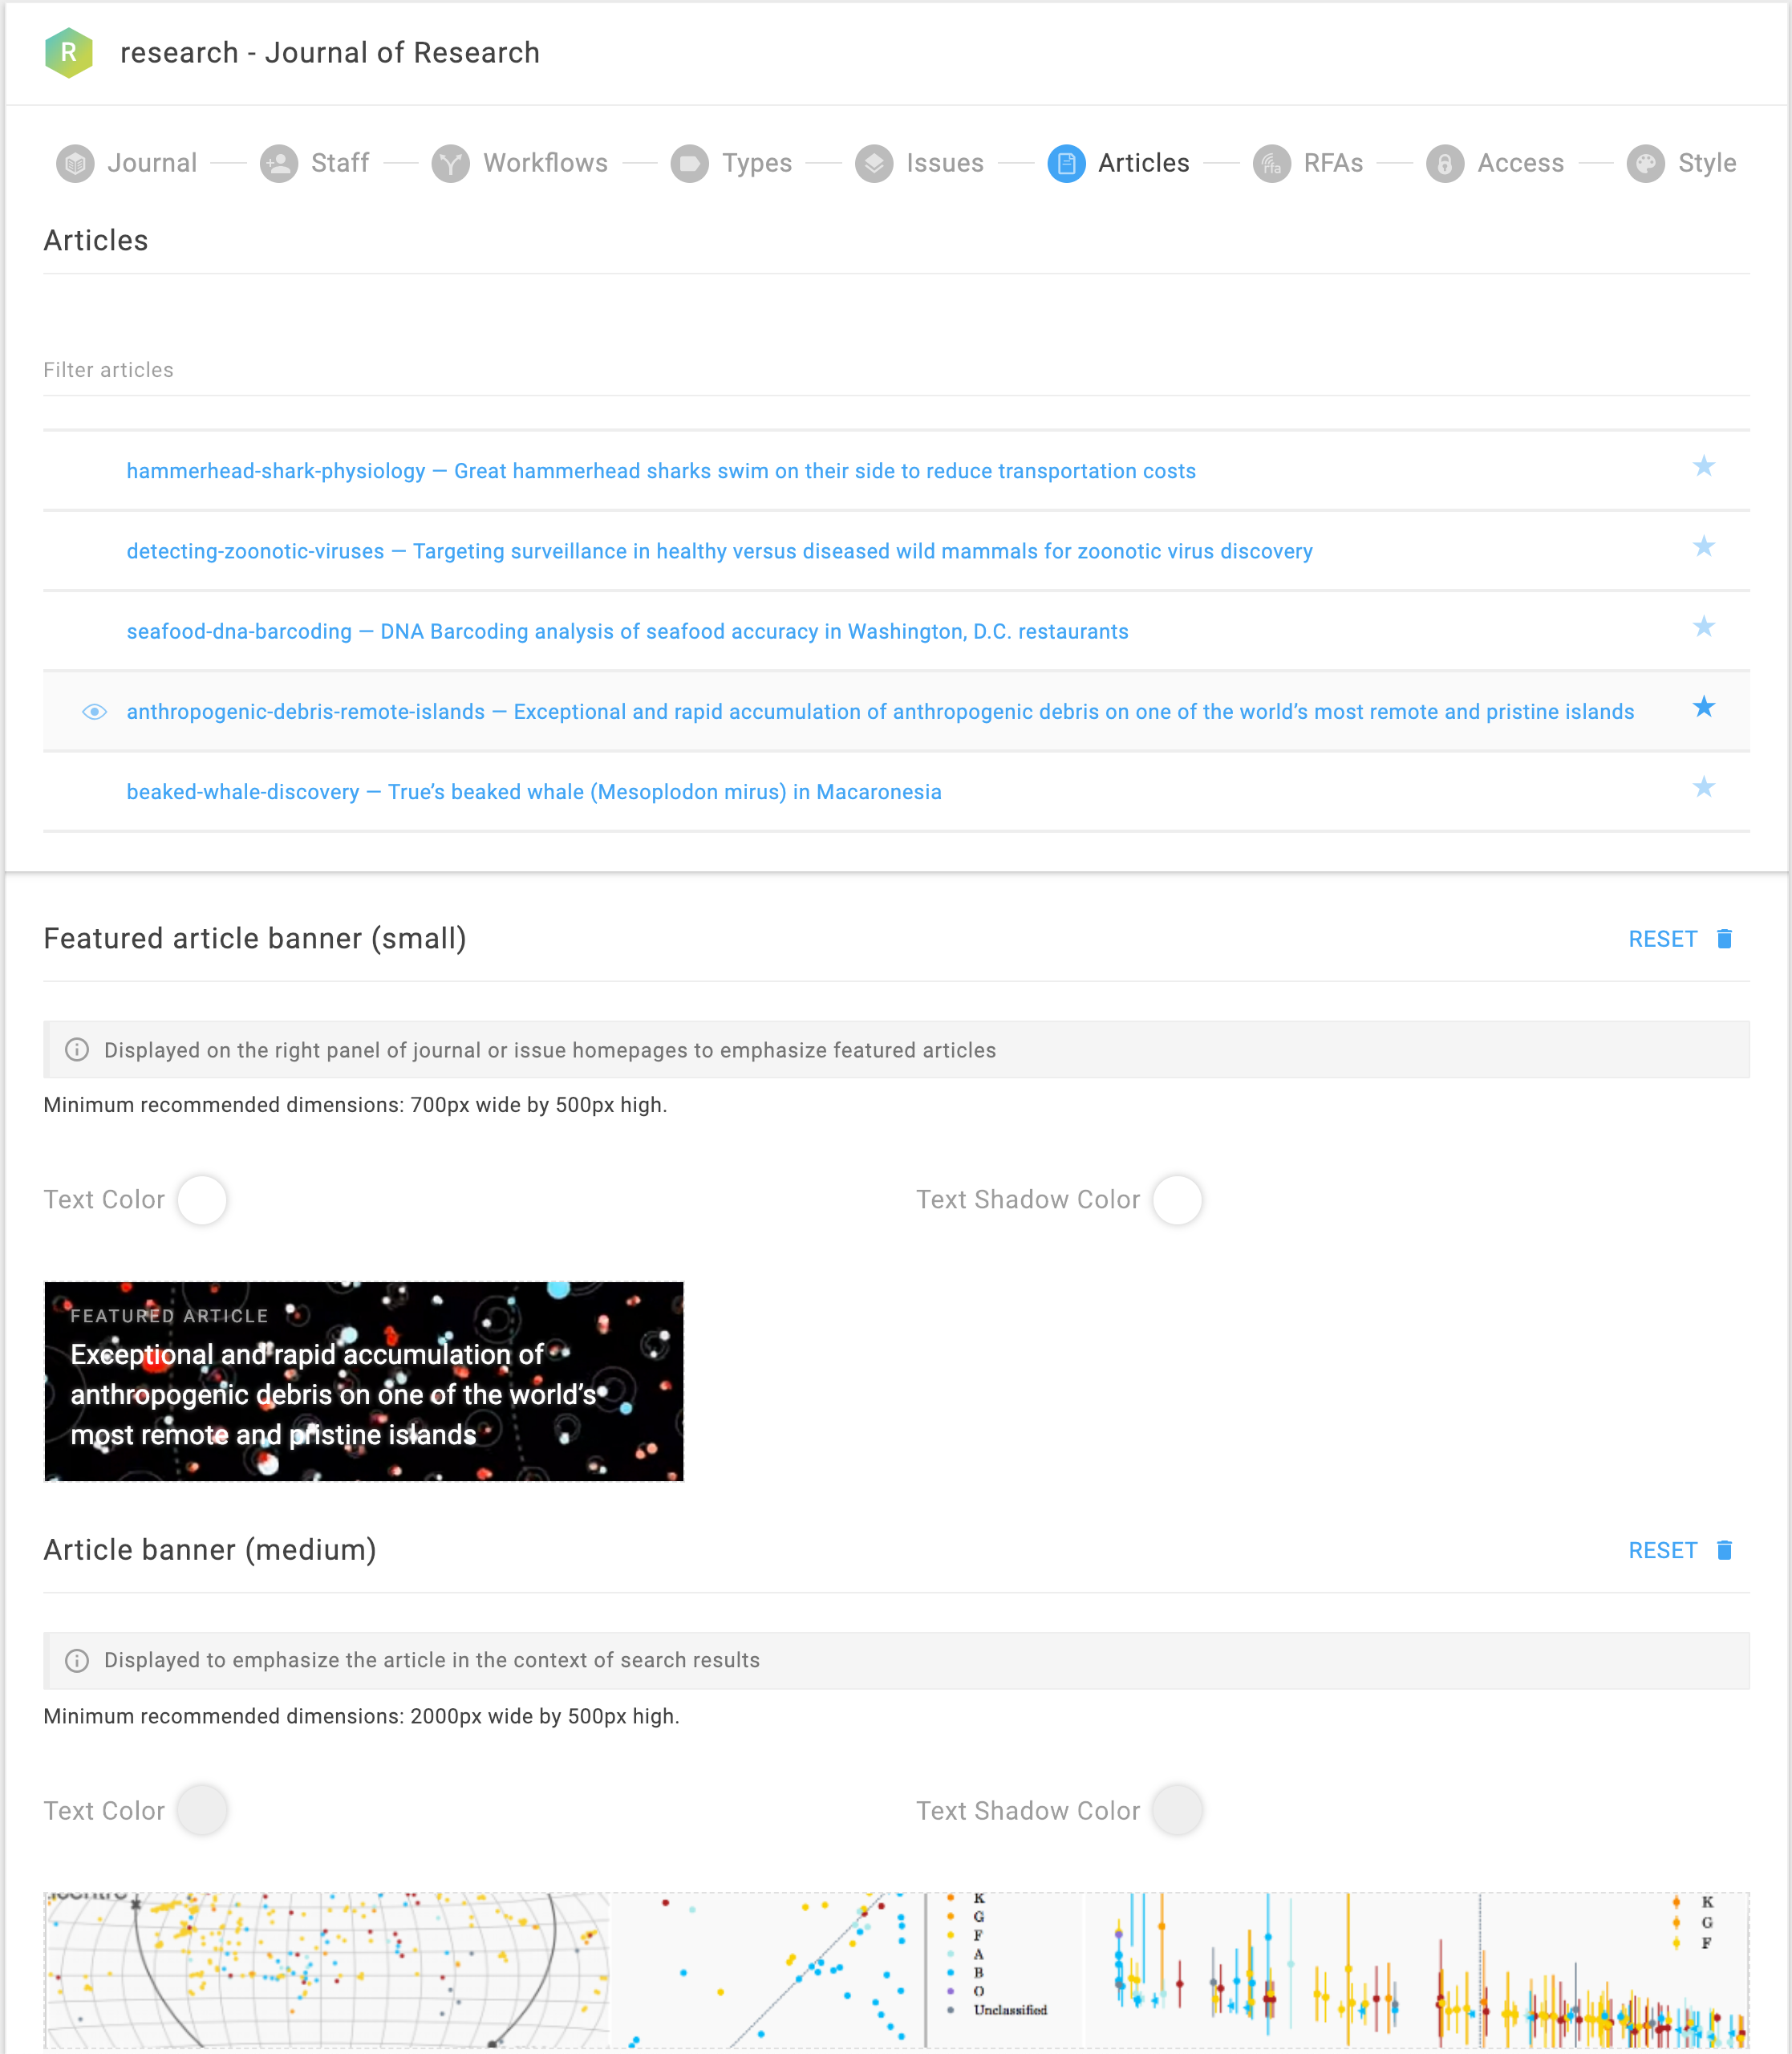 R
research - Journal of Research
Journal
Staff
Workflows
Types
Issues
Articles
RFAs
Access
Style
Articles
Filter articles
hammerhead-shark-physiology — Great hammerhead sharks swim on their side to reduce transportation costs
detecting-zoonotic-viruses — Targeting surveillance in healthy versus diseased wild mammals for zoonotic virus discovery
seafood-dna-barcoding — DNA Barcoding analysis of seafood accuracy in Washington, D.C. restaurants
anthropogenic-debris-remote-islands — Exceptional and rapid accumulation of anthropogenic debris on one of the world’s most remote and pristine islands
beaked-whale-discovery — True’s beaked whale (Mesoplodon mirus) in Macaronesia
Featured article banner (small)
RESET
Displayed on the right panel of journal or issue homepages to emphasize featured articles
Minimum recommended dimensions: 700px wide by 500px high.
Text Color
Text Shadow Color
FEATURED ARTICLE
Exceptional and rapid accumulation of
anthropogenic debris on one of the world’s
most remote and pristine islands
Article banner (medium)
RESET
Displayed to emphasize the article in the context of search results
Minimum recommended dimensions: 2000px wide by 500px high.
Text Color
Text Shadow Color
K
G
F
A
B
O
Unclassified
K
G
F